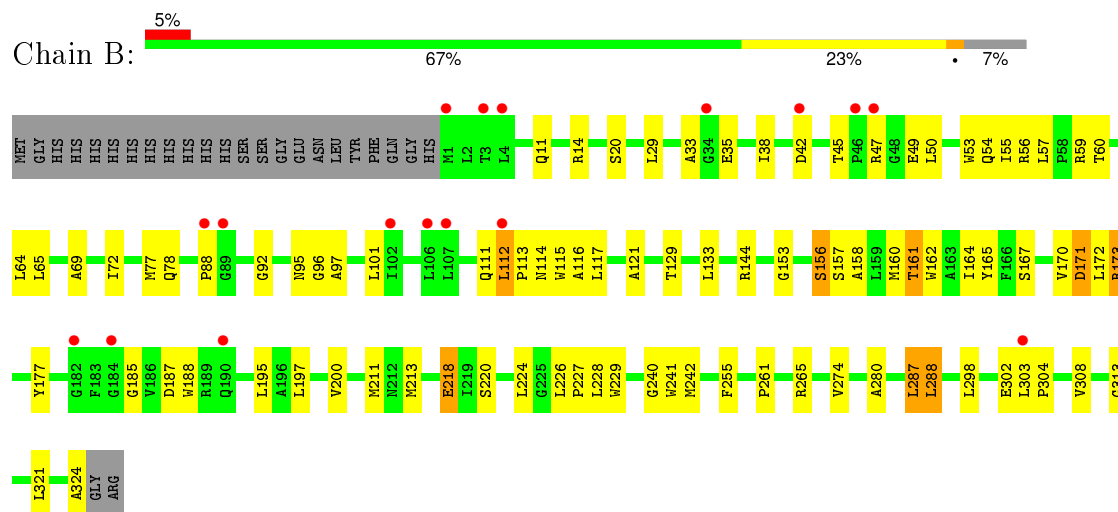 5%
Chain B:
67% 23% • 7%
MET GLY HIS HIS HIS HIS HIS HIS HIS HIS HIS HIS SER SER GLY GLU ASN LEU TYR PHE GLN GLY HIS M1 L2 T3 L4 Q11 R14 S20 L29 A33 G34 E35 I38 D42 T45 P46 R47 G48 E49 L50 W53 Q54 I55 R56 L57 P58 R59 T60
L64 L65 A69 I72 M77 Q78 P88 G89 G92 N95 G96 A97 L101 I102 L106 L107 Q111 L112 P113 N114 W115 A116 L117 A121 T129 L133 R144 G153 S156 S157 A158 L159 M160 T161 W162 A163 I164 Y165 F166 S167 V170 D171 L172
Y177 G182 F183 G184 G185 V186 D187 W188 R189 Q190 L195 A196 L197 V200 M211 N212 M213 E218 I219 S220 L224 G225 L226 P227 L228 W229 G240 W241 M242 F255 P261 R265 V274 A280 L287 L288 L298 E302 L303 P304 V308
L321 A324 GLY ARG